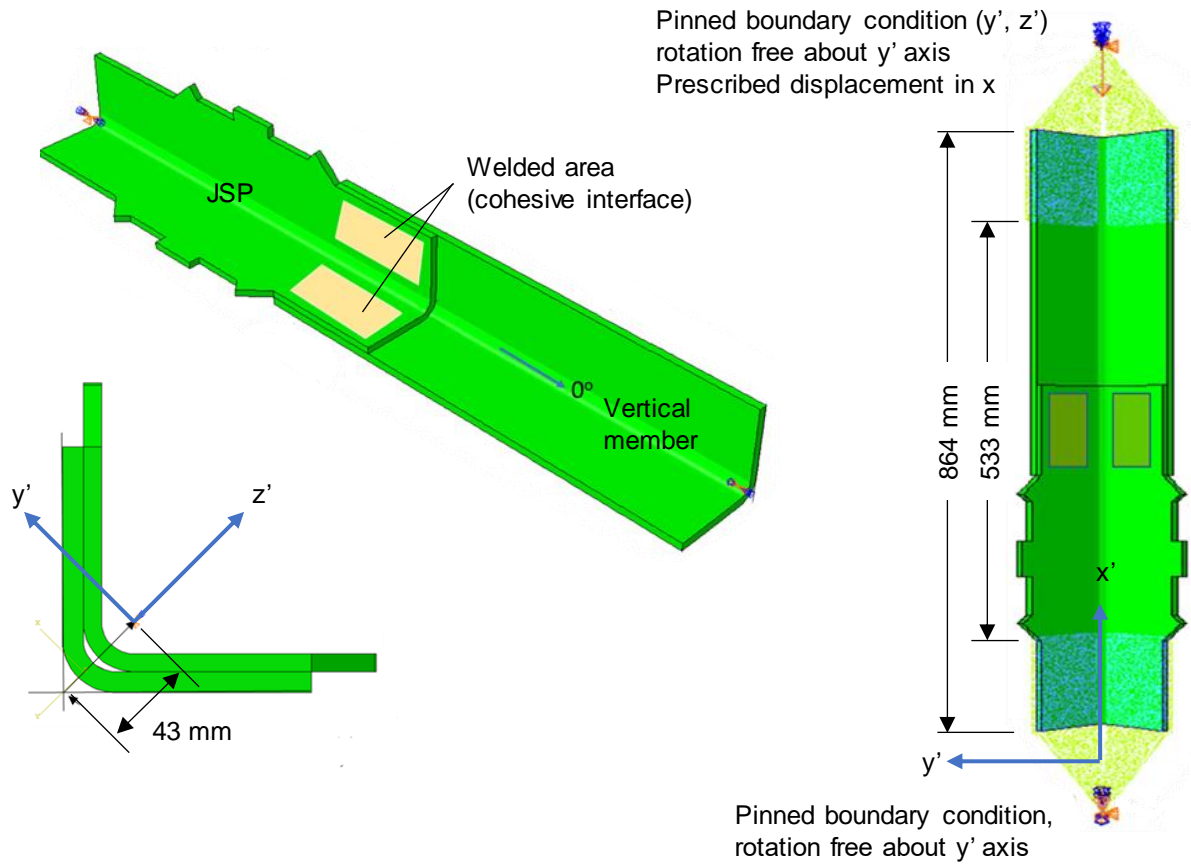 Pinned boundary condition (y’, z’)
rotation free about y’ axis
Prescribed displacement in x
Welded area
(cohesive interface)
JSP
0º
Vertical
member
y’
z’
43 mm
864 mm
533 mm
x’
y’
Pinned boundary condition,
rotation free about y’ axis